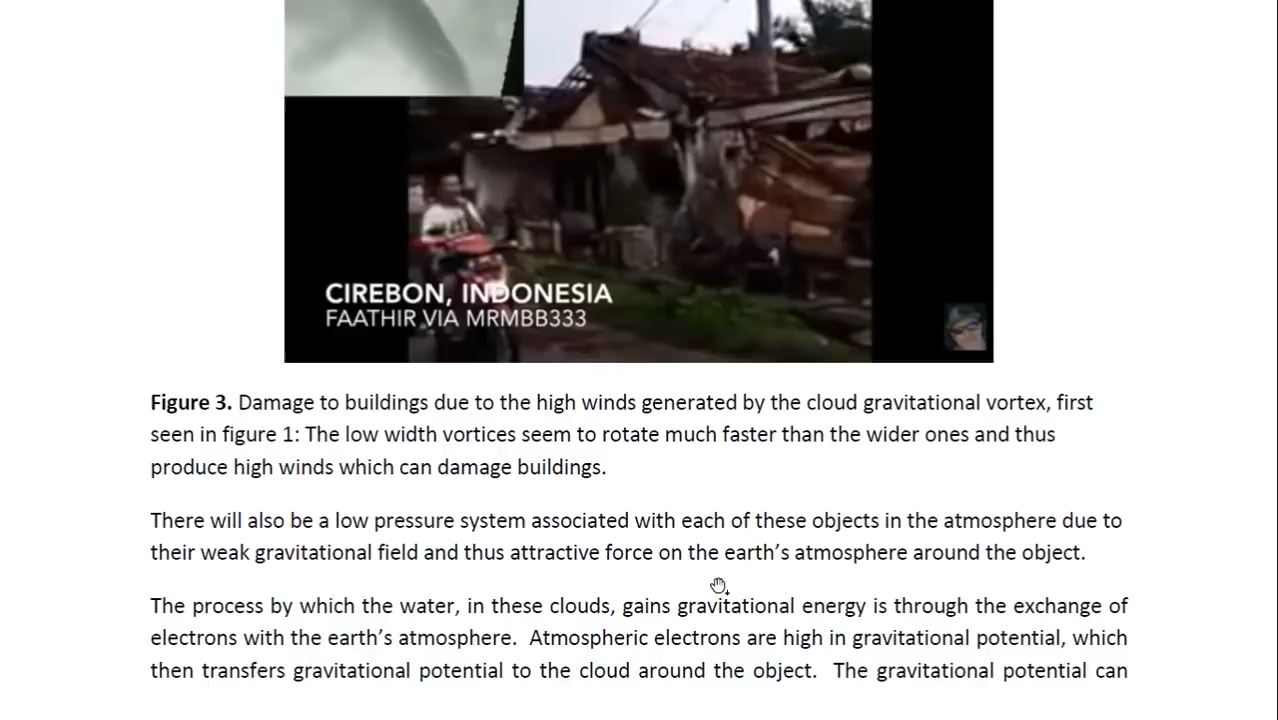 CIREBON, INDONESIA
FAATHIR VIA MRMBB333
Figure 3. Damage to buildings due to the high winds generated by the cloud gravitational vortex, first
seen in figure 1: The low width vortices seem to rotate much faster than the wider ones and thus
produce high winds which can damage buildings.
There will also be a low pressure system associated with each of these objects in the atmosphere due to
their weak gravitational field and thus attractive force on the earth's atmosphere around the object.
The process by which the water, in these clouds, gains gravitational energy is through the exchange of
electrons with the earth's atmosphere.  Atmospheric electrons are high in gravitational potential, which
then transfers gravitational potential to the cloud around the object.  The gravitational potential can